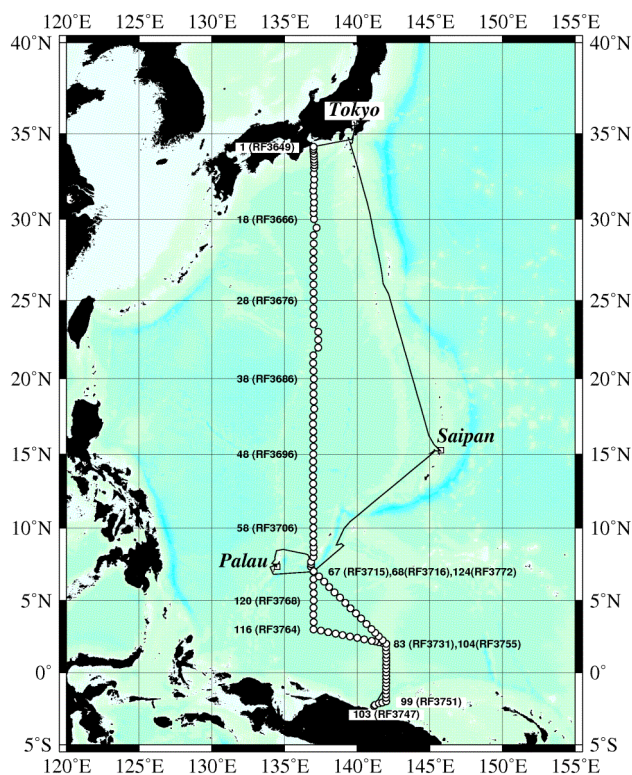 120°E 125°E 130°E 135°E 140°E 145°E 150°E 155°E
40°N 40°N
Tokyo
35°N 35°N
1 (RF3649)
30°N 18 (RF3666) 30°N
25°N 28 (RF3676) 25°N
20°N 38 (RF3686) 20°N
Saipan
15°N 48 (RF3696) 15°N
10°N 58 (RF3706) 10°N
Palau
67 (RF3715),68(RF3716),124(RF3772)
5°N 120 (RF3768) 5°N
116 (RF3764)
83 (RF3731),104(RF3755)
0° 0°
99 (RF3751)
103 (RF3747)
5°S 5°S
120°E 125°E 130°E 135°E 140°E 145°E 150°E 155°E